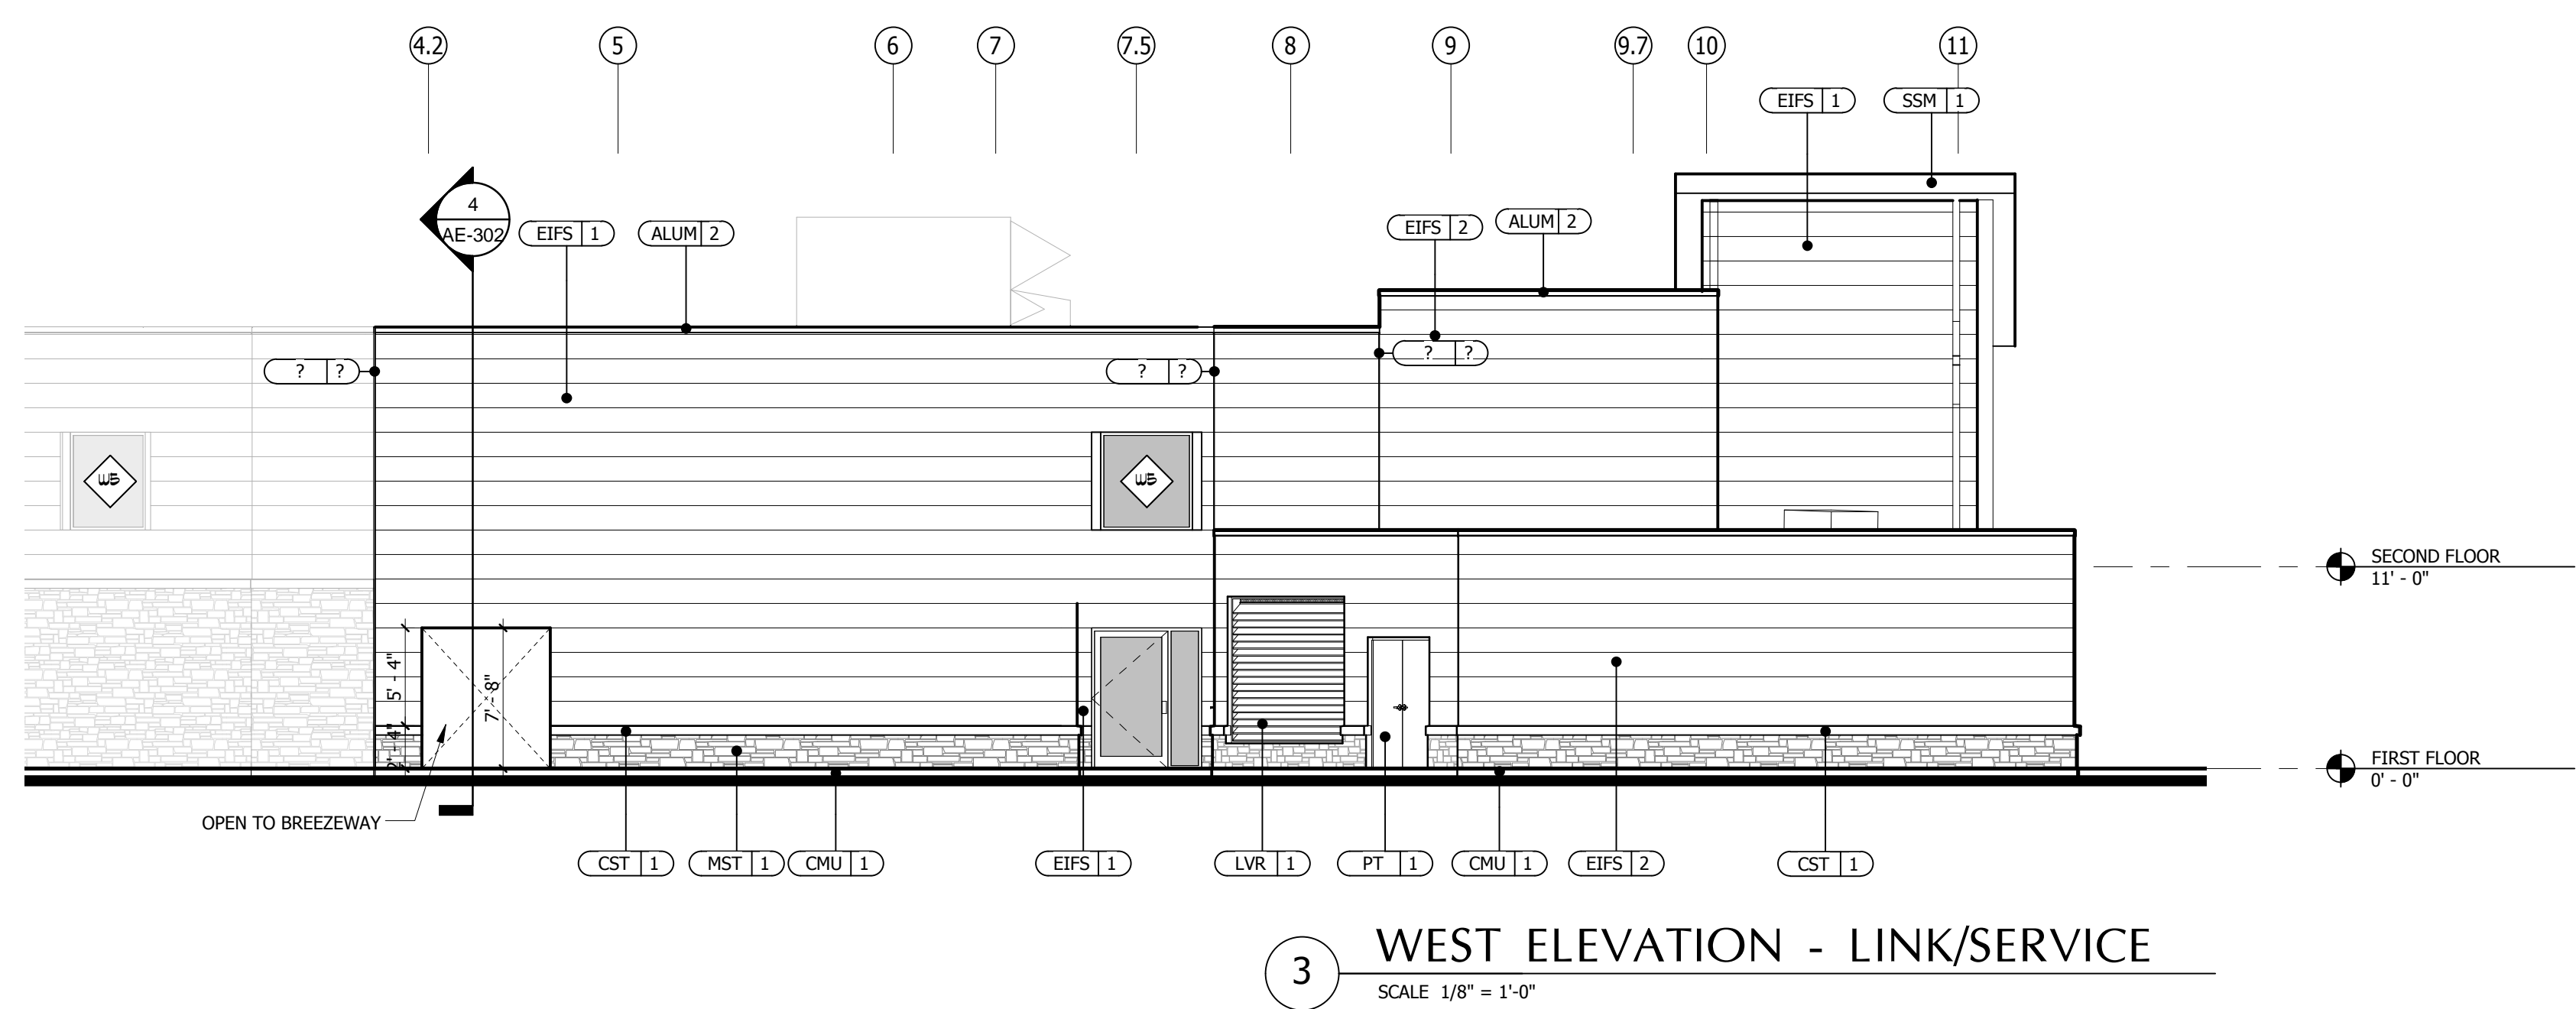 4.2 5 6 7 7.5 8 9 9.7 10 11
EIFS 1 SSM 1
4
AE-302
EIFS 1 ALUM 2 EIFS 2 ALUM 2
? ? ? ? ? ?
W5 W5
SECOND FLOOR
11' - 0"
5' - 4"
7' - 8"
2' - 4"
FIRST FLOOR
0' - 0"
OPEN TO BREEZEWAY
CST 1 MST 1 CMU 1 EIFS 1 LVR 1 PT 1 CMU 1 EIFS 2 CST 1
3 WEST ELEVATION - LINK/SERVICE
SCALE 1/8" = 1'-0"